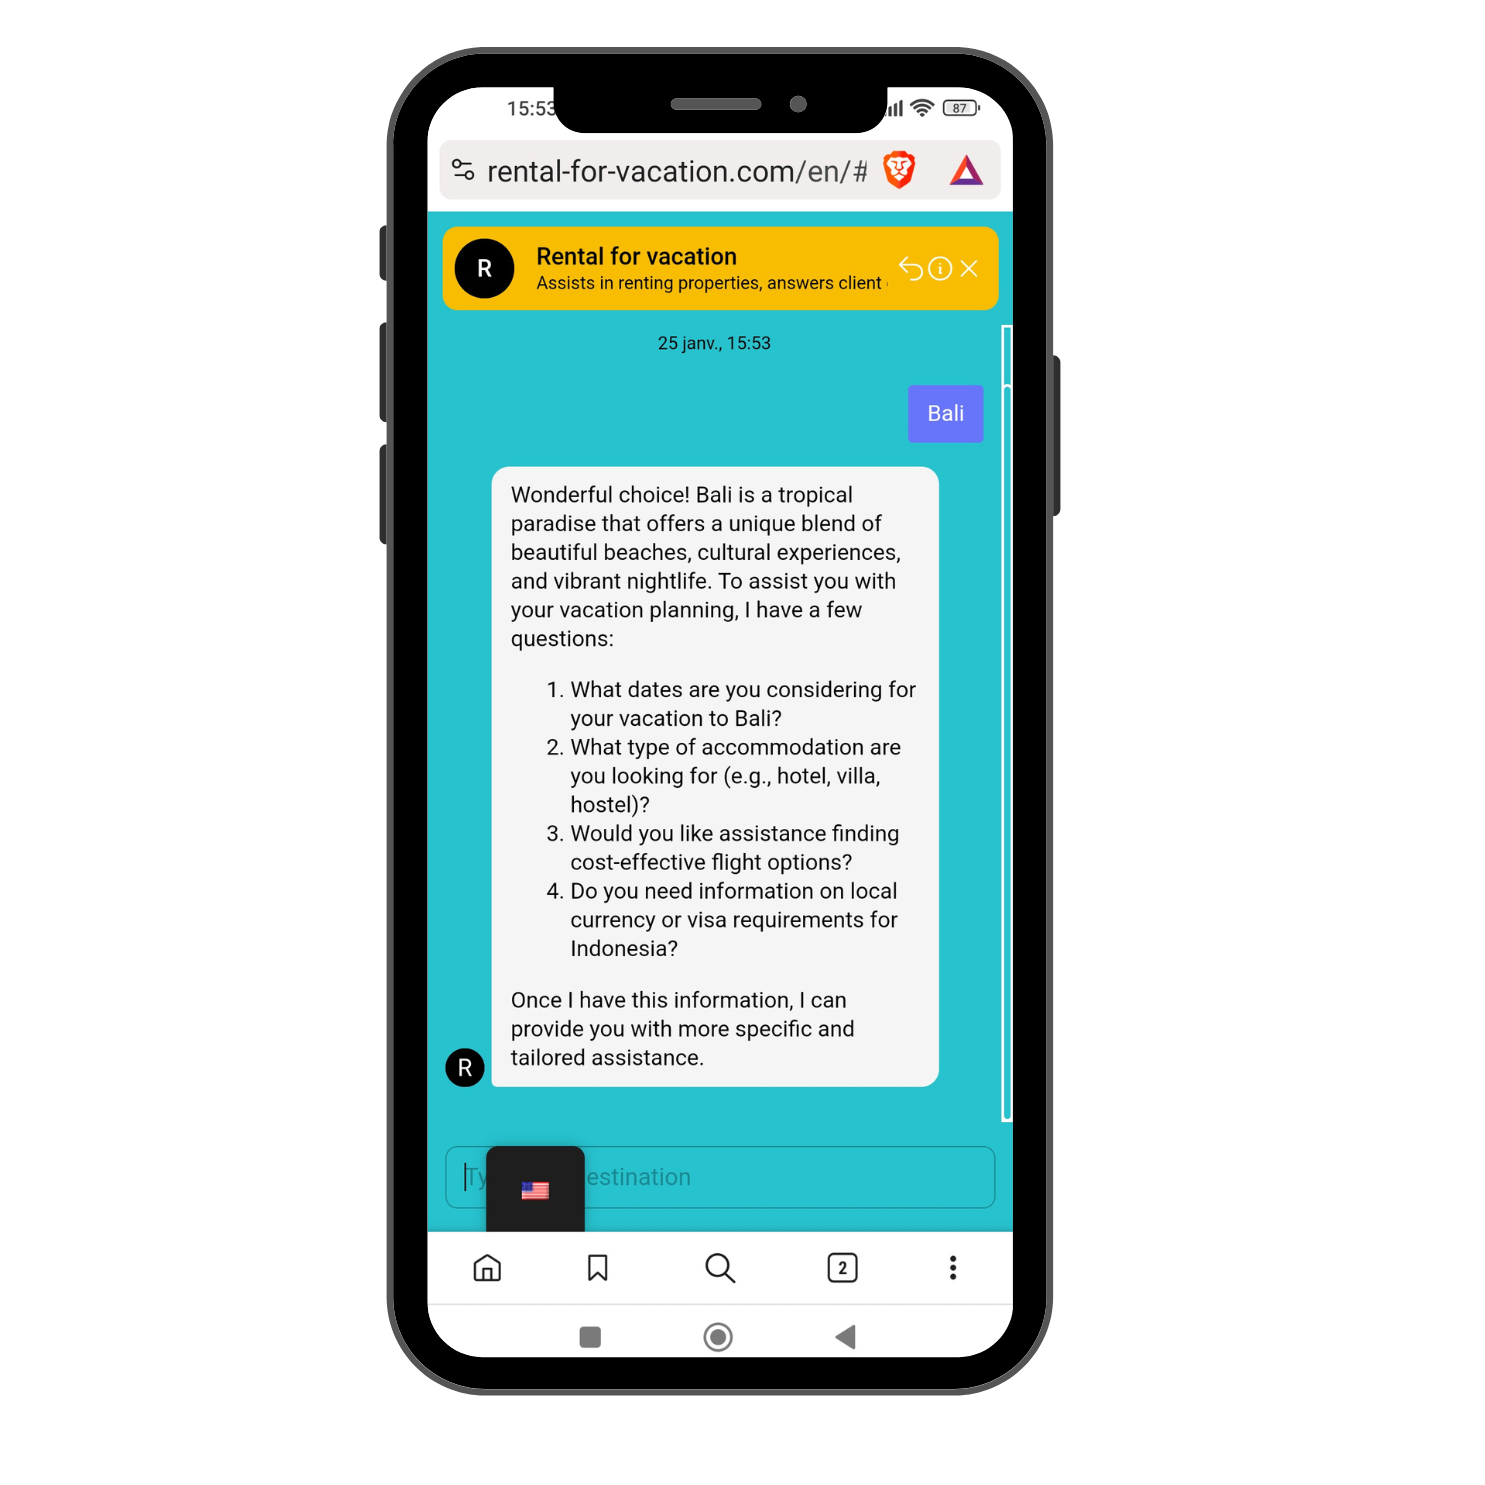 15:53
87
rental-for-vacation.com/en/#
R
Rental for vacation
Assists in renting properties, answers client
25 janv., 15:53
Bali
Wonderful choice! Bali is a tropical
paradise that offers a unique blend of
beautiful beaches, cultural experiences,
and vibrant nightlife. To assist you with
your vacation planning, I have a few
questions:
1. What dates are you considering for
your vacation to Bali?
2. What type of accommodation are
you looking for (e.g., hotel, villa,
hostel)?
3. Would you like assistance finding
cost-effective flight options?
4. Do you need information on local
currency or visa requirements for
Indonesia?
Once I have this information, I can
provide you with more specific and
tailored assistance.
R
Ty estination
2